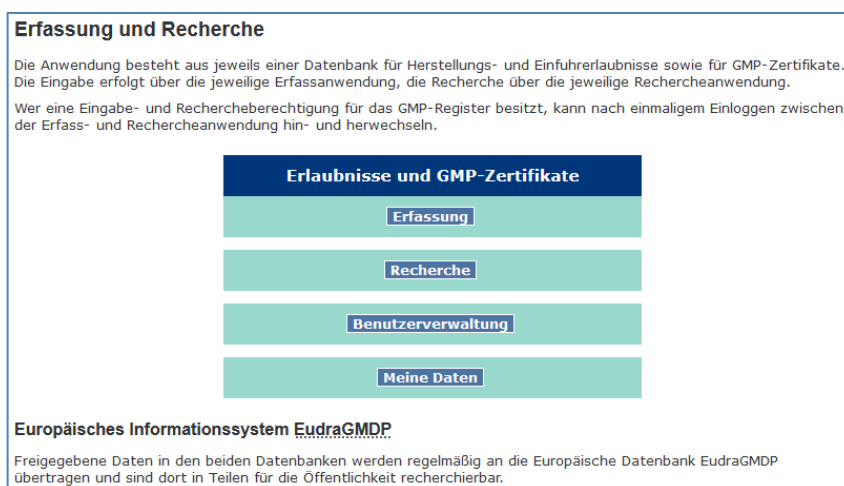 Erfassung und Recherche
Die Anwendung besteht aus jeweils einer Datenbank für Herstellungs- und Einfuhrerlaubnisse sowie für GMP-Zertifikate.
Die Eingabe erfolgt über die jeweilige Erfassanwendung, die Recherche über die jeweilige Rechercheanwendung.
Wer eine Eingabe- und Rechercheberechtigung für das GMP-Register besitzt, kann nach einmaligem Einloggen zwischen
der Erfass- und Rechercheanwendung hin- und herwechseln.
Erlaubnisse und GMP-Zertifikate
Erfassung
Recherche
Benutzerverwaltung
Meine Daten
Europäisches Informationssystem EudraGMDP
Freigegebene Daten in den beiden Datenbanken werden regelmäßig an die Europäische Datenbank EudraGMDP
übertragen und sind dort in Teilen für die Öffentlichkeit recherchierbar.